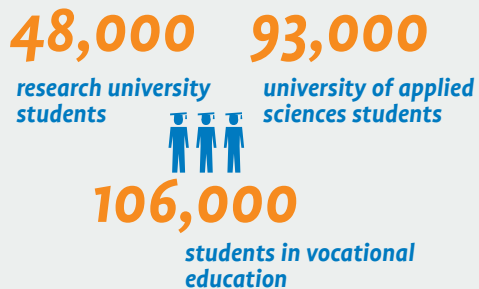 48,000
research university
students
93,000
university of applied
sciences students
106,000
students in vocational
education